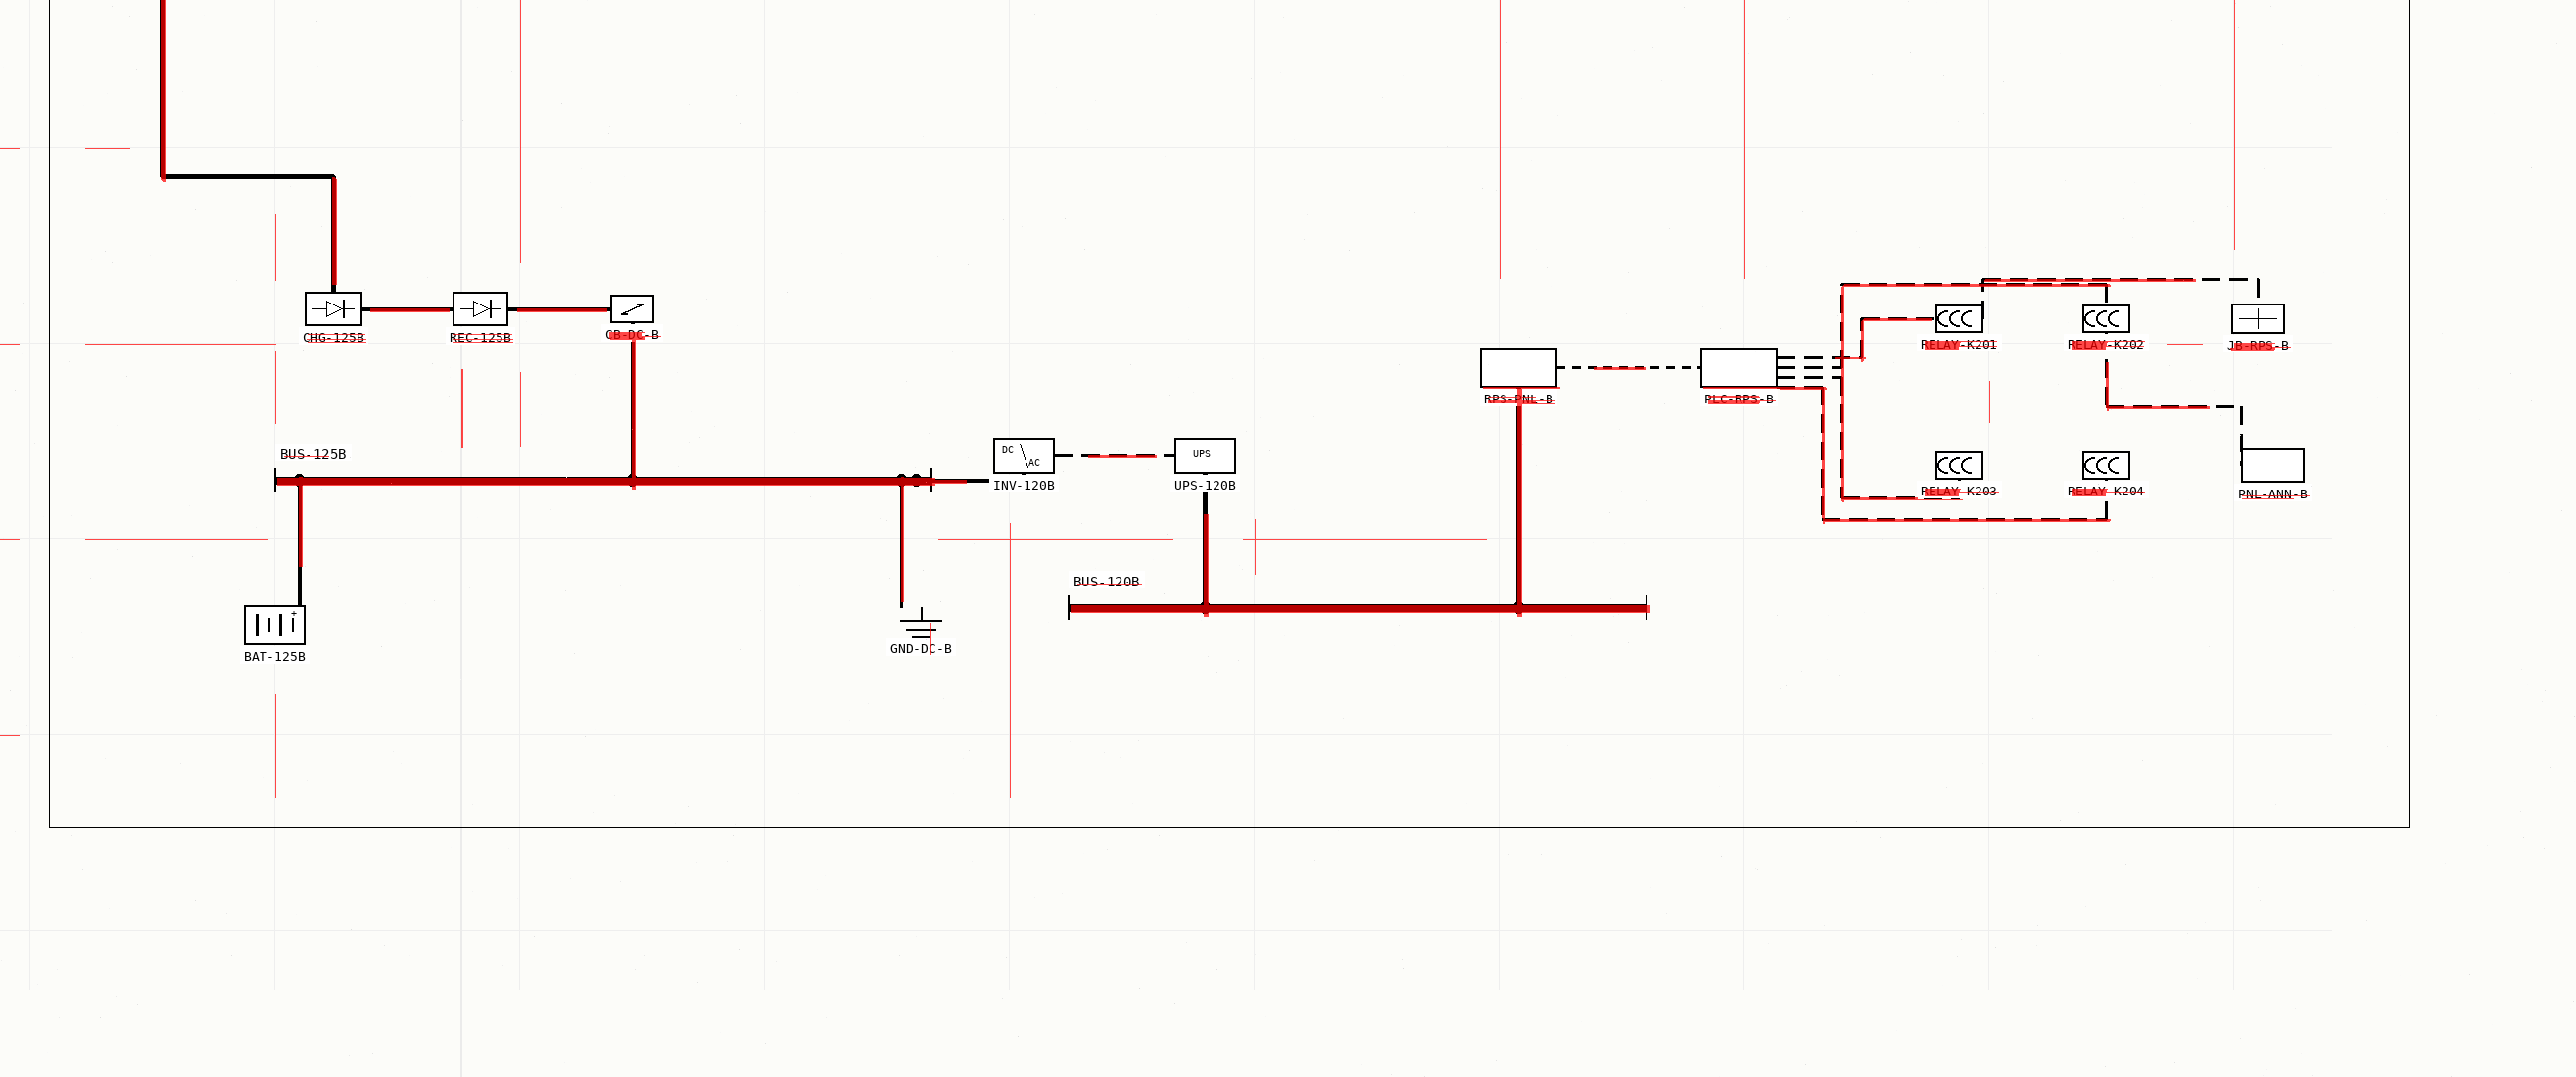 CHG-125B
REC-125B
CB-DC-B
RELAY-K201
RELAY-K202
JB-RPS-B
RPS-PNL-B
PLC-RPS-B
BUS-125B
DC
AC
INV-120B
UPS
UPS-120B
RELAY-K203
RELAY-K204
PNL-ANN-B
BUS-120B
+
BAT-125B
GND-DC-B